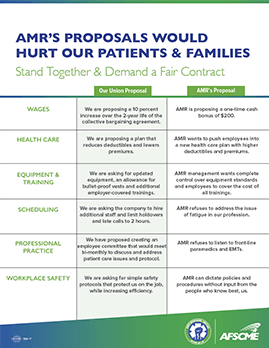 AMR'S PROPOSALS WOULD
HURT OUR PATIENTS & FAMILIES
Stand Together & Demand a Fair Contract
Our Union Proposal
AMR's Proposal
WAGES
We are proposing a 10 percent
increase over the 2-year life of the
collective bargaining agreement.
AMR is proposing a one-time cash
bonus of $200.
HEALTH CARE
We are proposing a plan that
reduces deductibles and lowers
premiums.
AMR wants to push employees into
a new health care plan with higher
deductibles and premiums.
EQUIPMENT &
TRAINING
We are asking for updated
equipment, an allowance for
bullet-proof vests and additional
employer-covered trainings.
AMR management wants complete
control over equipment standards
and employees to cover the cost of
all trainings.
SCHEDULING
We are asking the company to hire
additional staff and limit holdovers
and late calls to 2 hours.
AMR refuses to address the issue
of fatigue in our profession.
PROFESSIONAL
PRACTICE
We have proposed creating an
employee committee that would meet
bi-monthly to discuss and address
patient care issues and protocol.
AMR refuses to listen to front-line
paramedics and EMTs.
WORKPLACE SAFETY
We are asking for simple safety
protocols that protect us on the job,
while increasing efficiency.
AMR can dictate policies and
procedures without input from the
people who know best, us.
AFSCME